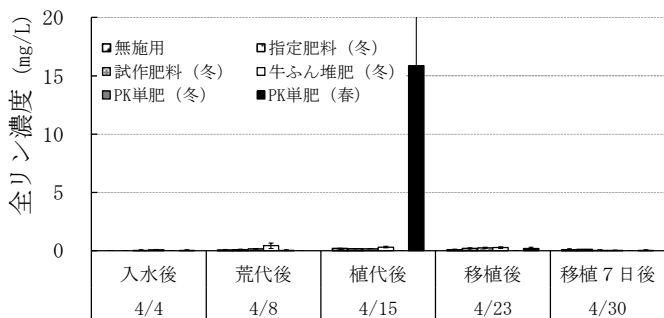 20
15
10
5
0
全リン濃度 (mg/L)
無施用 指定肥料（冬）
試作肥料（冬） 牛ふん堆肥（冬）
PK単肥（冬） PK単肥（春）
入水後 荒代後 植代後 移植後 移植７日後
4/4 4/8 4/15 4/23 4/30